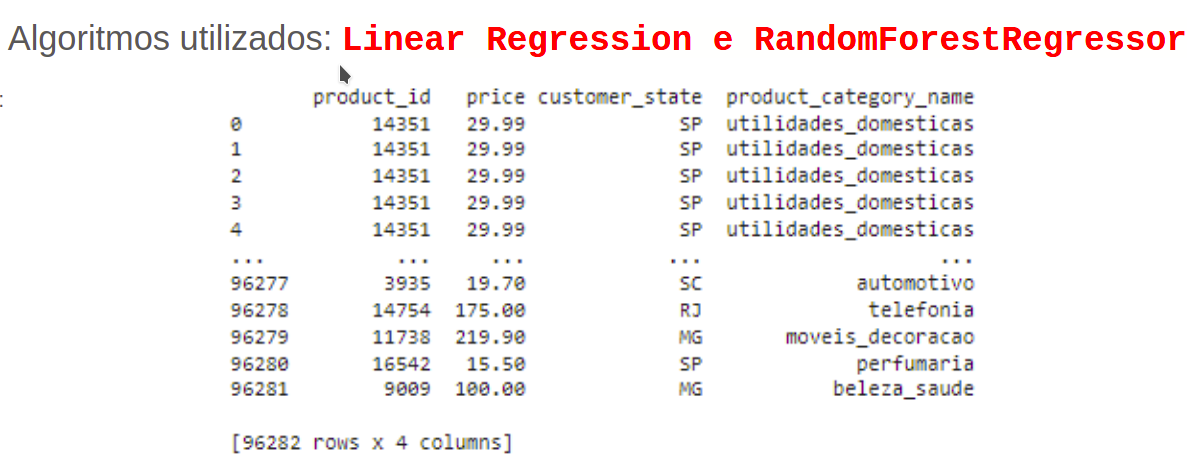 Algoritmos utilizados: Linear Regression e RandomForestRegressor
:
product_id price customer_state product_category_name
0 14351 29.99 SP utilidades_domesticas
1 14351 29.99 SP utilidades_domesticas
2 14351 29.99 SP utilidades_domesticas
3 14351 29.99 SP utilidades_domesticas
4 14351 29.99 SP utilidades_domesticas
... ... ... ... ...
96277 3935 19.70 SC automotivo
96278 14754 175.00 RJ telefonia
96279 11738 219.90 MG moveis_decoracao
96280 16542 15.50 SP perfumaria
96281 9009 100.00 MG beleza_saude
[96282 rows x 4 columns]